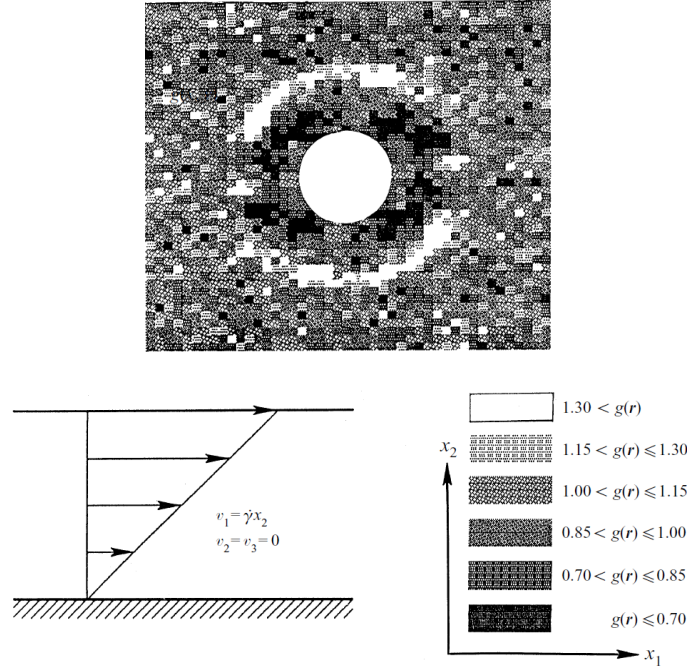 v₁=γ̇x₂
v₂=v₃=0
x₂
x₁
1.30 < g(r)
1.15 < g(r) ⩽1.30
1.00 < g(r) ⩽1.15
0.85 < g(r) ⩽1.00
0.70 < g(r) ⩽0.85
g(r) ⩽0.70